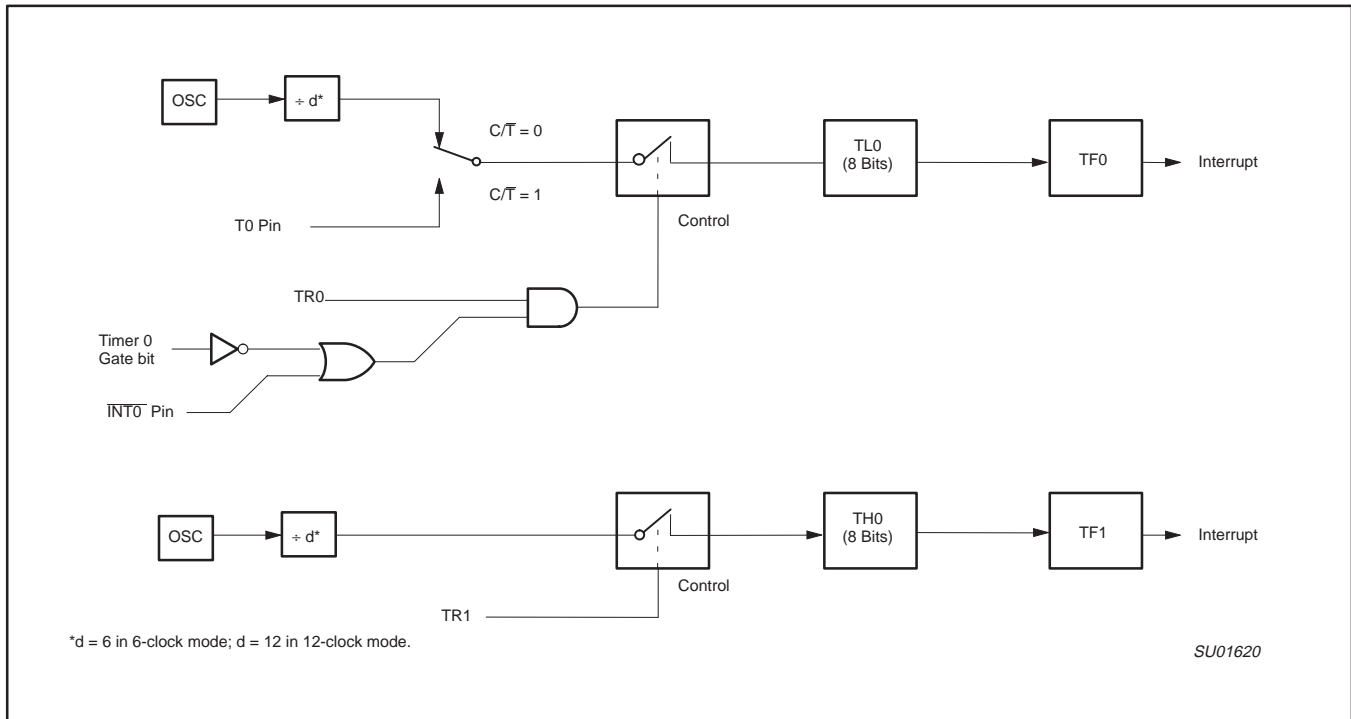 OSC
÷ d*
C/T̅ = 0
C/T̅ = 1
T0 Pin
TL0
(8 Bits)
TF0
Interrupt
Control
TR0
Timer 0
Gate bit
I̅N̅T̅0̅ Pin
OSC
÷ d*
TH0
(8 Bits)
TF1
Interrupt
Control
TR1
*d = 6 in 6-clock mode; d = 12 in 12-clock mode.
SU01620